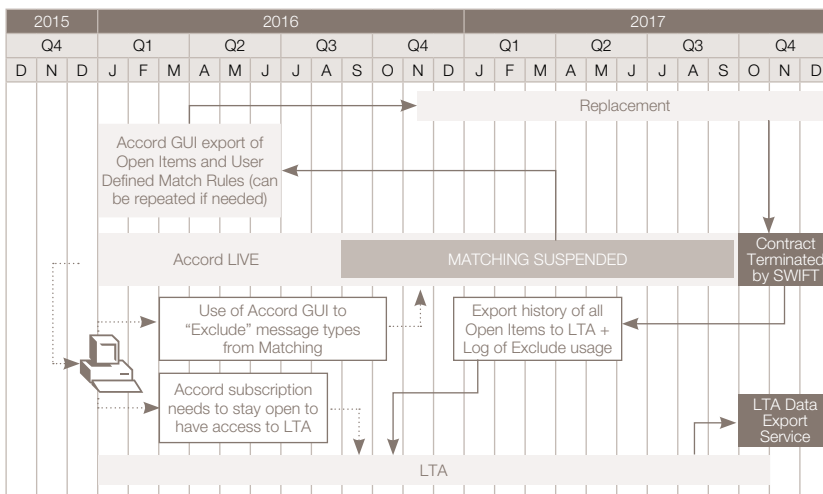 2015 2016 2017
Q4 Q1 Q2 Q3 Q4 Q1 Q2 Q3 Q4
D N D J F M A M J J A S O N D J F M A M J J A S O N D
Replacement
Accord GUI export of
Open Items and User
Defined Match Rules (can
be repeated if needed)
Accord LIVE
MATCHING SUSPENDED
Contract
Terminated
by SWIFT
Use of Accord GUI to
“Exclude” message types
from Matching
Export history of all
Open Items to LTA +
Log of Exclude usage
Accord subscription
needs to stay open to
have access to LTA
LTA Data
Export
Service
LTA